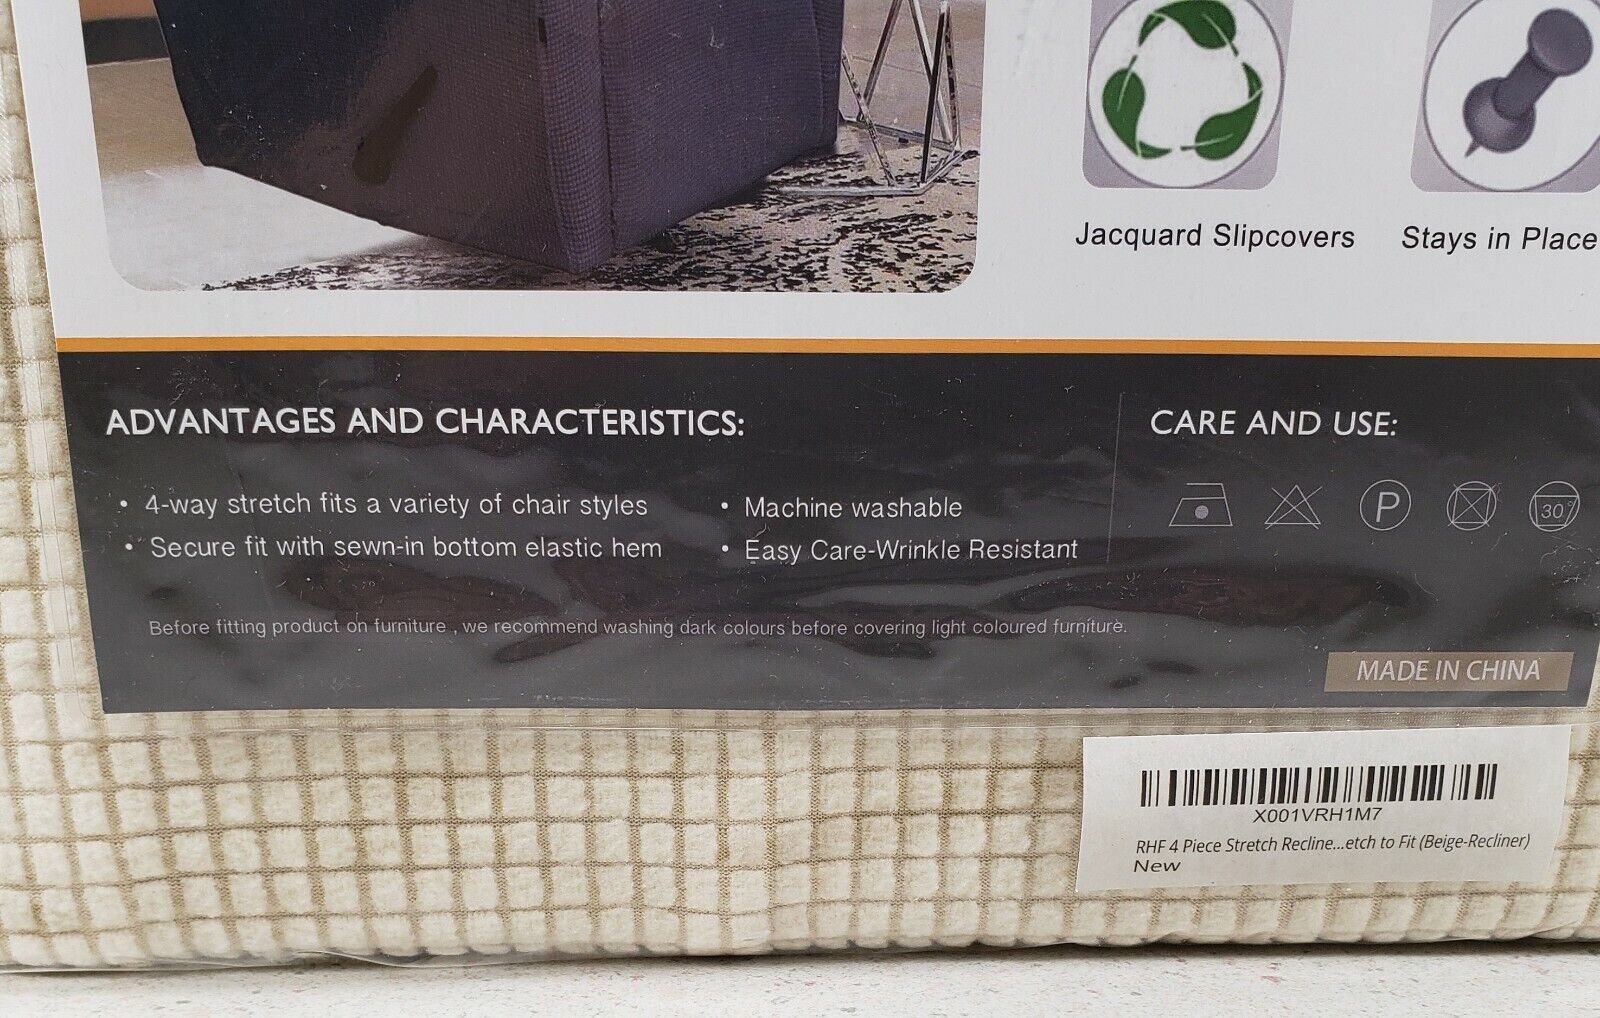 Jacquard Slipcovers
Stays in Place
ADVANTAGES AND CHARACTERISTICS:
• 4-way stretch fits a variety of chair styles
• Secure fit with sewn-in bottom elastic hem
• Machine washable
• Easy Care-Wrinkle Resistant
CARE AND USE:
P
30°
Before fitting product on furniture , we recommend washing dark colours before covering light coloured furniture.
MADE IN CHINA
X001VRH1M7
RHF 4 Piece Stretch Recline...etch to Fit (Beige-Recliner)
New